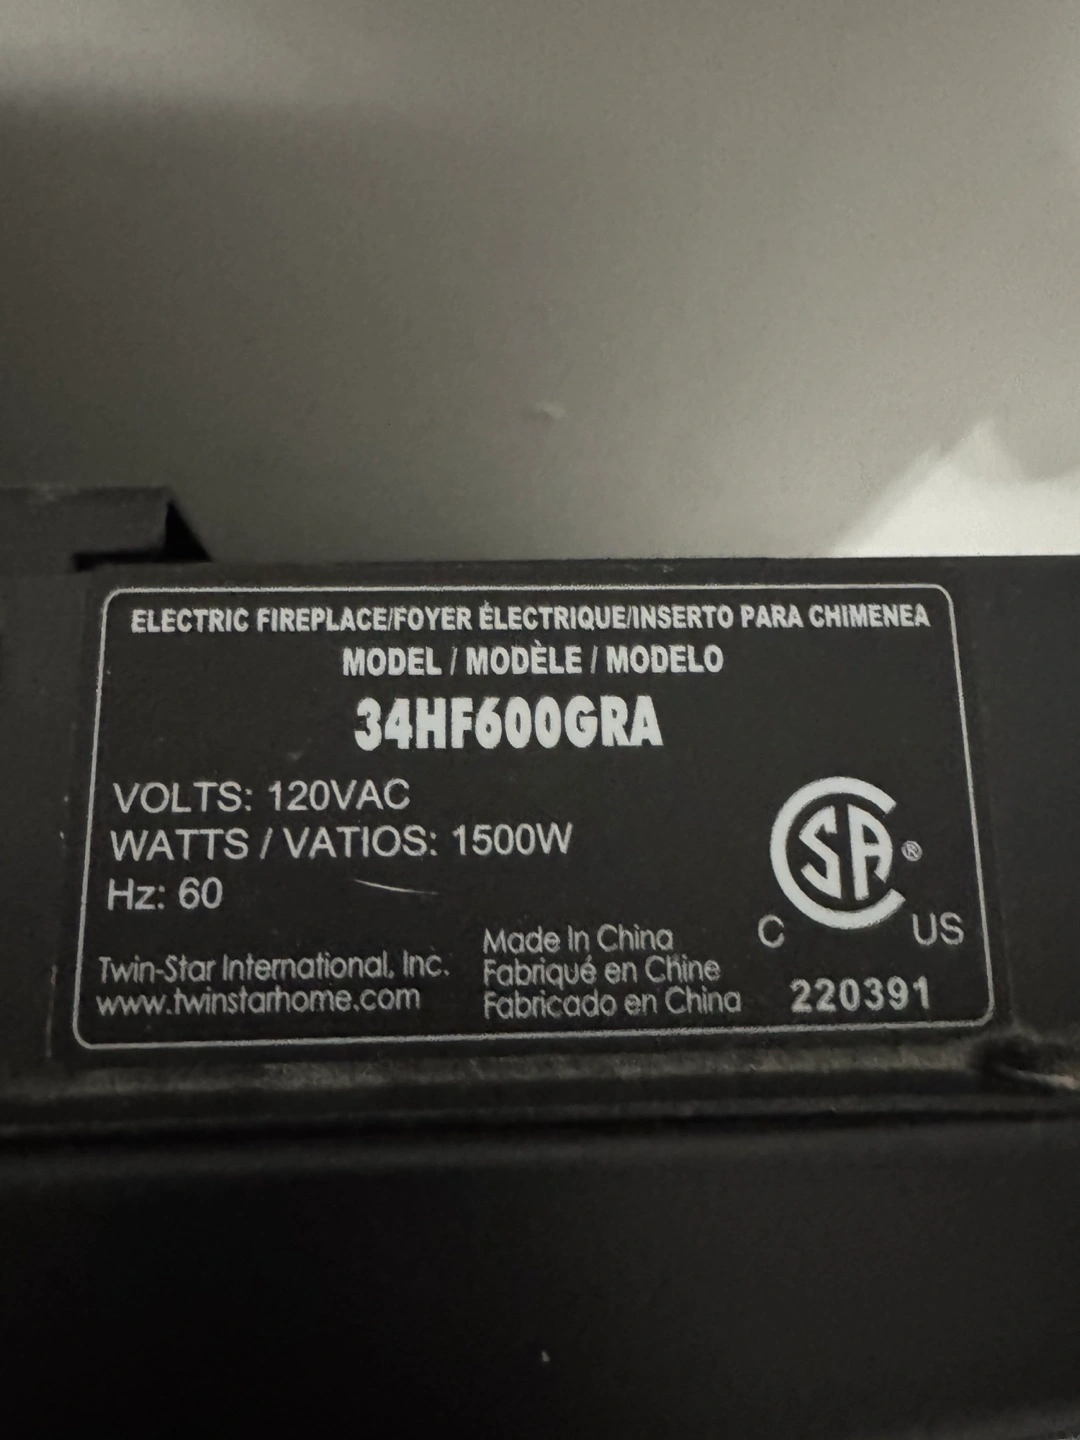 ELECTRIC FIREPLACE/FOYER ÉLECTRIQUE/INSERTO PARA CHIMENEA
MODEL / MODÈLE / MODELO
34HF600GRA
VOLTS: 120VAC
WATTS / VATIOS: 1500W
Hz: 60
Twin-Star International, Inc.
www.twinstarhome.com
Made In China
Fabriqué en Chine
Fabricado en China
CSA®
C US
220391